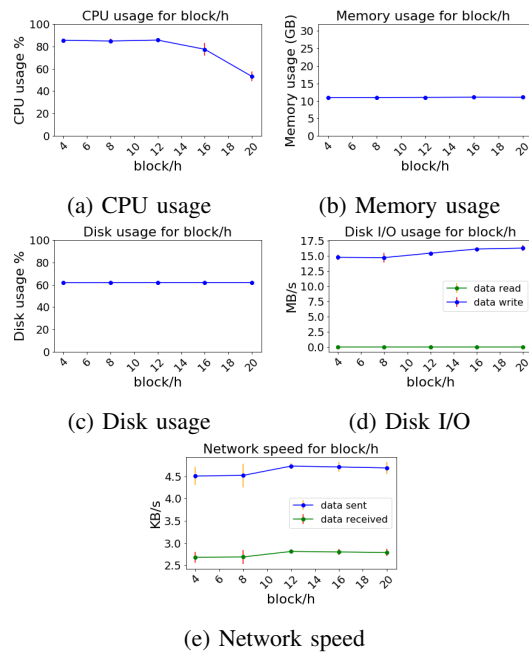 CPU usage for block/h
CPU usage %
100
80
60
40
20
0
4 6 8 10 12 14 16 18 20
block/h
(a) CPU usage
Memory usage for block/h
Memory usage (GB)
30
25
20
15
10
5
0
4 6 8 10 12 14 16 18 20
block/h
(b) Memory usage
Disk usage for block/h
Disk usage %
100
80
60
40
20
0
4 6 8 10 12 14 16 18 20
block/h
(c) Disk usage
Disk I/O usage for block/h
MB/s
17.5
15.0
12.5
10.0
7.5
5.0
2.5
0.0
data read
data write
4 6 8 10 12 14 16 18 20
block/h
(d) Disk I/O
Network speed for block/h
KB/s
4.5
4.0
3.5
3.0
2.5
data sent
data received
4 6 8 10 12 14 16 18 20
block/h
(e) Network speed